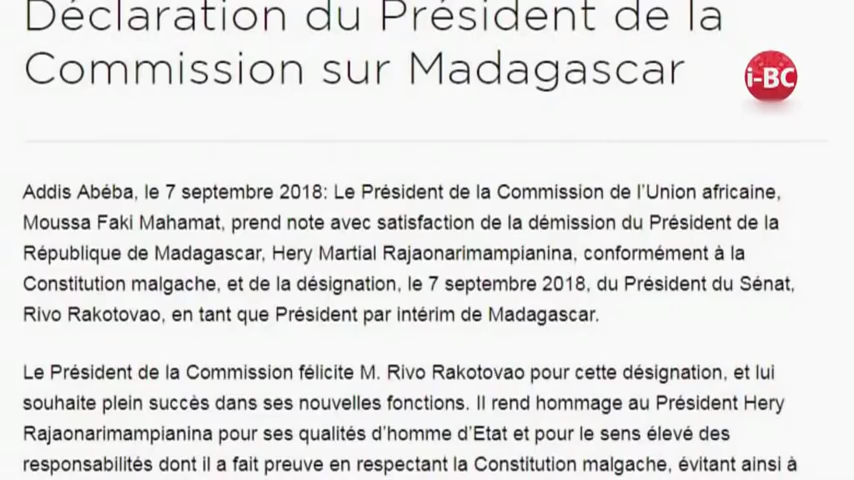 Déclaration du Président de la
Commission sur Madagascar
i-BC
Addis Abéba, le 7 septembre 2018: Le Président de la Commission de l'Union africaine,
Moussa Faki Mahamat, prend note avec satisfaction de la démission du Président de la
République de Madagascar, Hery Martial Rajaonarimampianina, conformément à la
Constitution malgache, et de la désignation, le 7 septembre 2018, du Président du Sénat,
Rivo Rakotovao, en tant que Président par intérim de Madagascar.
Le Président de la Commission félicite M. Rivo Rakotovao pour cette désignation, et lui
souhaite plein succès dans ses nouvelles fonctions. Il rend hommage au Président Hery
Rajaonarimampianina pour ses qualités d'homme d'Etat et pour le sens élevé des
responsabilités dont il a fait preuve en respectant la Constitution malgache, évitant ainsi à